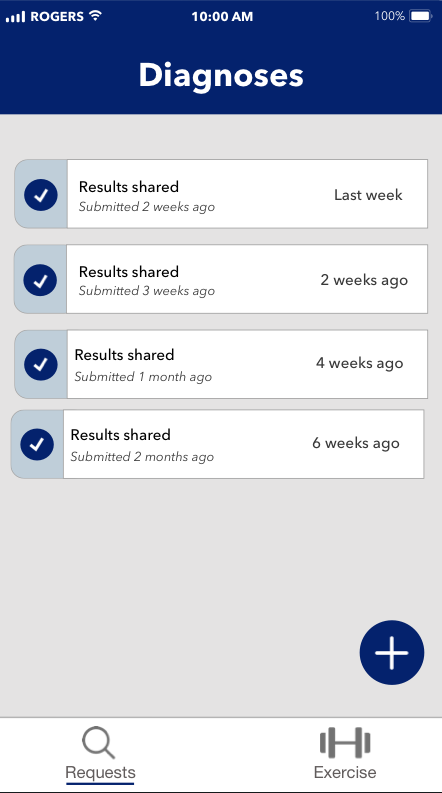 ROGERS 10:00 AM 100%
Diagnoses
Results shared
Submitted 2 weeks ago
Last week
Results shared
Submitted 3 weeks ago
2 weeks ago
Results shared
Submitted 1 month ago
4 weeks ago
Results shared
Submitted 2 months ago
6 weeks ago
Requests Exercise